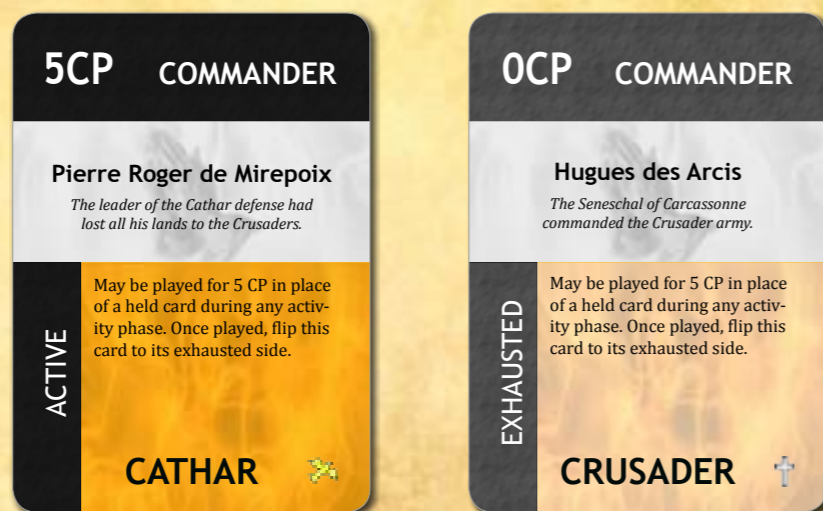 5CP COMMANDER
Pierre Roger de Mirepoix
The leader of the Cathar defense had
lost all his lands to the Crusaders.
ACTIVE
May be played for 5 CP in place
of a held card during any activ-
ity phase. Once played, flip this
card to its exhausted side.
CATHAR
0CP COMMANDER
Hugues des Arcis
The Seneschal of Carcassonne
commanded the Crusader army.
EXHAUSTED
May be played for 5 CP in place
of a held card during any activ-
ity phase. Once played, flip this
card to its exhausted side.
CRUSADER